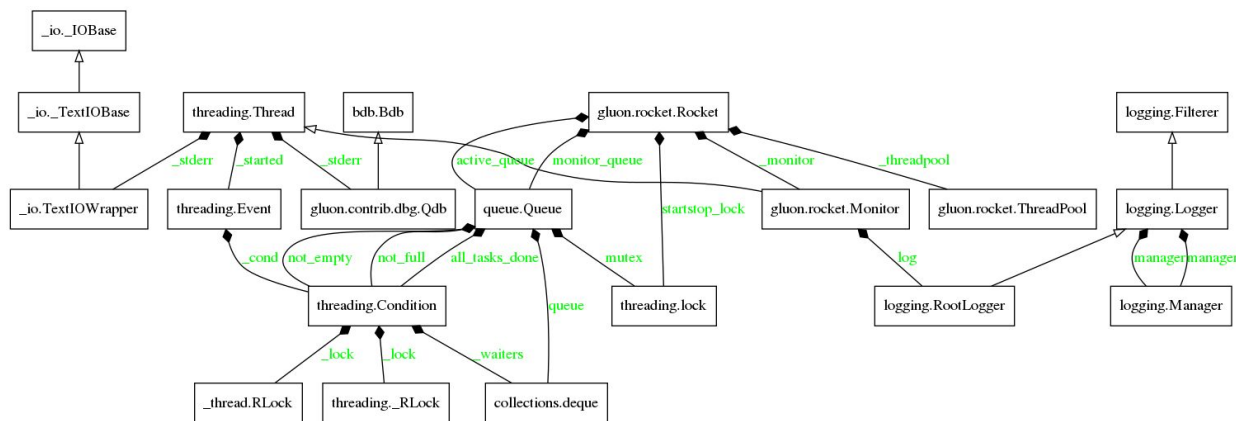 _io._IOBase
_io._TextIOBase
threading.Thread
bdb.Bdb
gluon.rocket.Rocket
logging.Filterer
_stderr
_started
_stderr
active_queue
monitor_queue
_monitor
_threadpool
_io.TextIOWrapper
threading.Event
gluon.contrib.dbg.Qdb
queue.Queue
startstop_lock
gluon.rocket.Monitor
gluon.rocket.ThreadPool
logging.Logger
_cond
not_empty
not_full
all_tasks_done
mutex
log
manager
manager
threading.Condition
queue
threading.lock
logging.RootLogger
logging.Manager
_lock
_lock
_waiters
_thread.RLock
threading._RLock
collections.deque